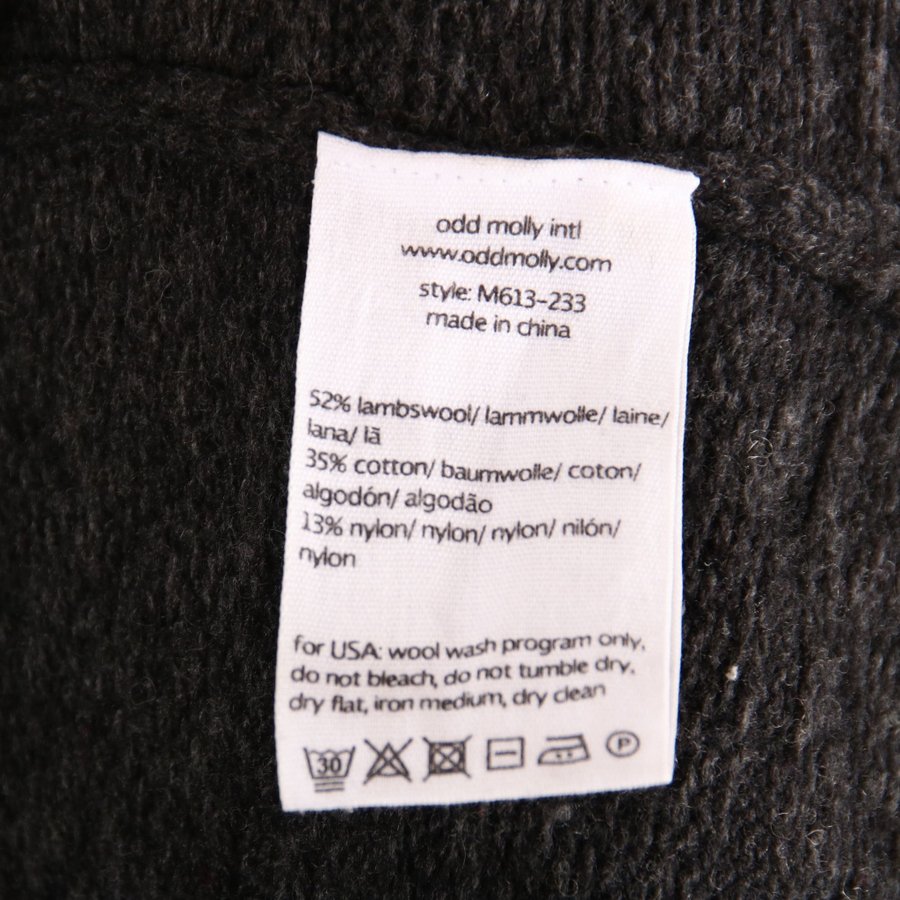 odd molly intl
www.oddmolly.com
style: M613-233
made in china
52% lambswool/ lammwolle/ laine/
lana/ lã
35% cotton/ baumwolle/ coton/
algodón/ algodão
13% nylon/ nylon/ nylon/ nilón/
nylon
for USA: wool wash program only,
do not bleach, do not tumble dry,
dry flat, iron medium, dry clean
30 P